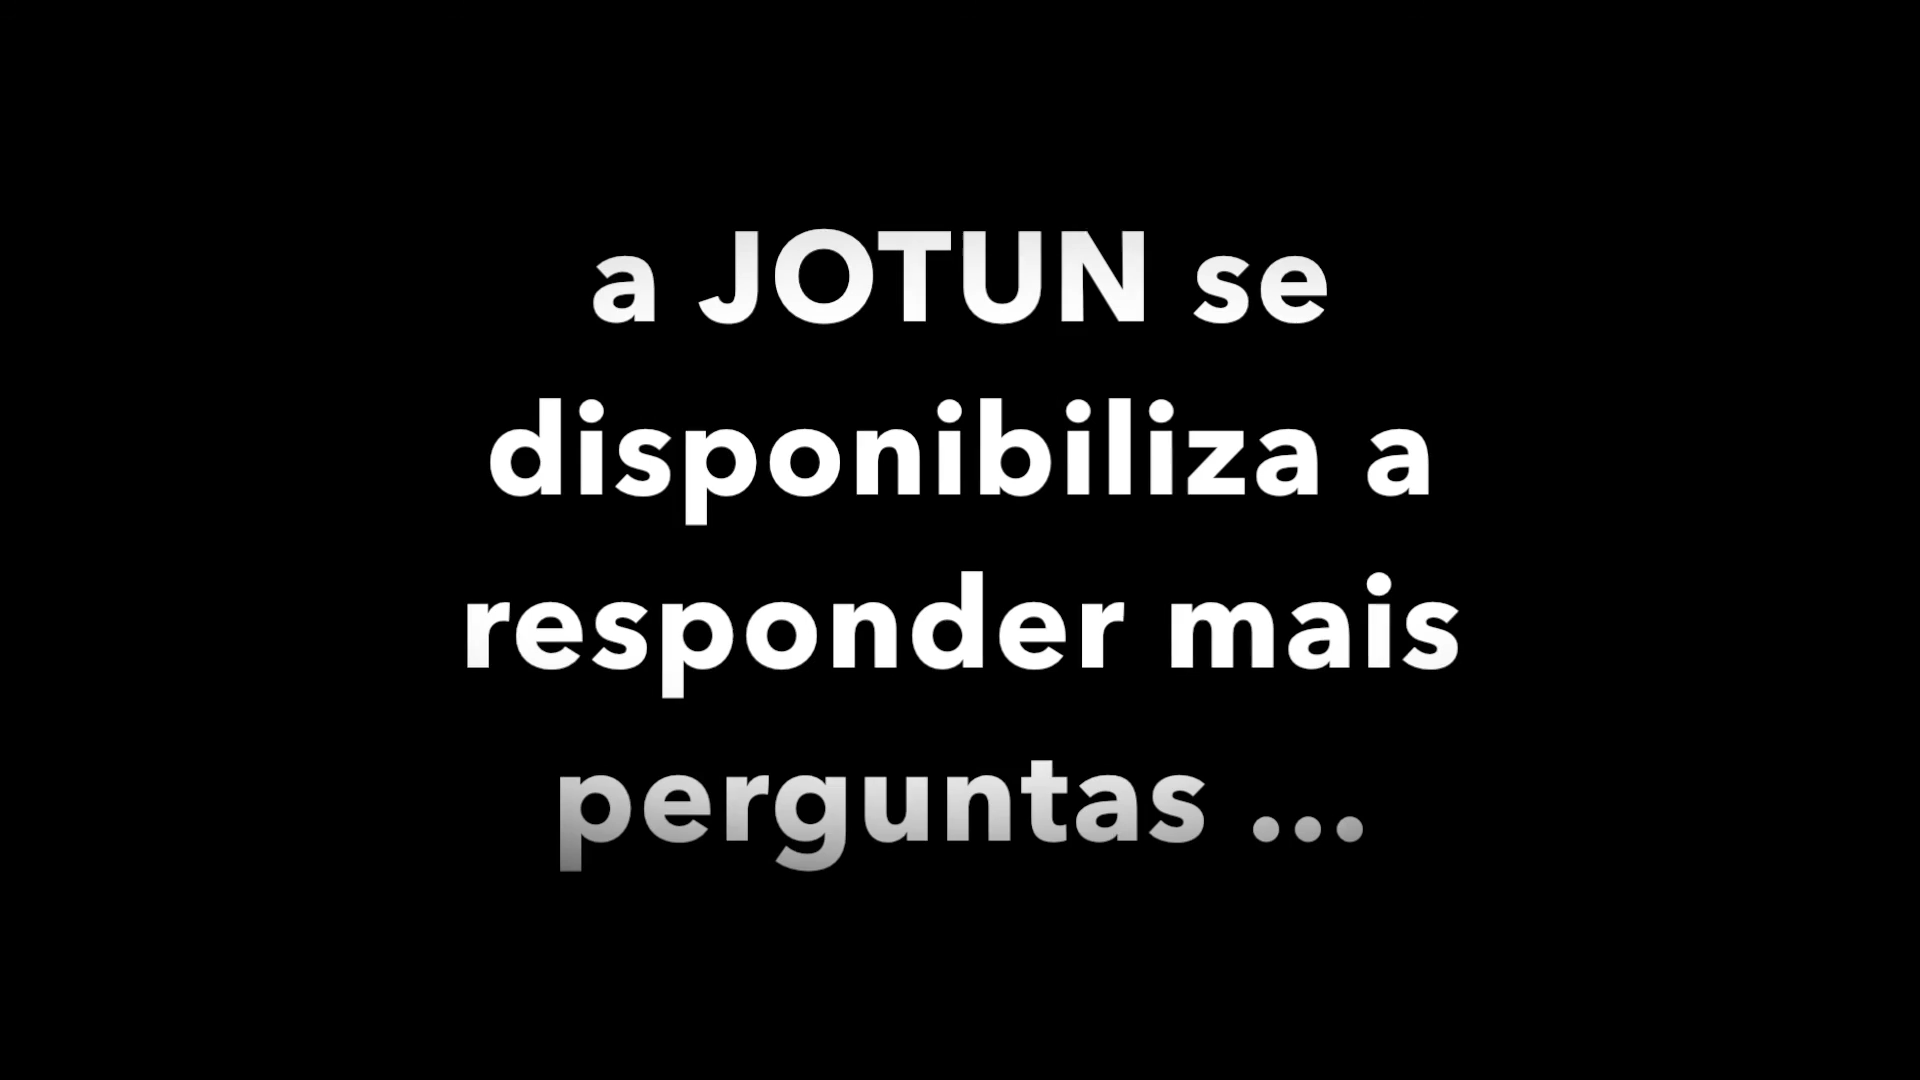 a JOTUN se
disponibiliza a
responder mais
perguntas ...